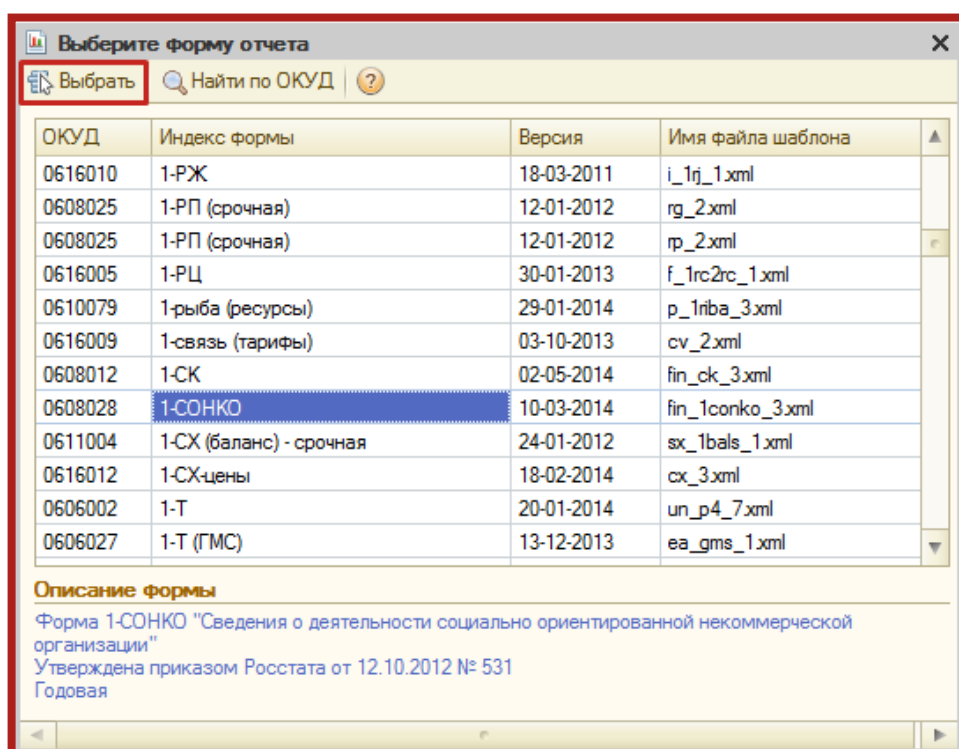 Выберите форму отчета
Выбрать Найти по ОКУД ?
ОКУД Индекс формы Версия Имя файла шаблона
0616010 1-РЖ 18-03-2011 i_1rj_1.xml
0608025 1-РП (срочная) 12-01-2012 rg_2.xml
0608025 1-РП (срочная) 12-01-2012 rp_2.xml
0616005 1-РЦ 30-01-2013 f_1rc2rc_1.xml
0610079 1-рыба (ресурсы) 29-01-2014 p_1riba_3.xml
0616009 1-связь (тарифы) 03-10-2013 cv_2.xml
0608012 1-СК 02-05-2014 fin_ck_3.xml
0608028 1-СОНКО 10-03-2014 fin_1conko_3.xml
0611004 1-СХ (баланс) - срочная 24-01-2012 sx_1bals_1.xml
0616012 1-СХ-цены 18-02-2014 cx_3.xml
0606002 1-Т 20-01-2014 un_p4_7.xml
0606027 1-Т (ГМС) 13-12-2013 ea_gms_1.xml
Описание формы
Форма 1-СОНКО "Сведения о деятельности социально ориентированной некоммерческой
организации"
Утверждена приказом Росстата от 12.10.2012 № 531
Годовая